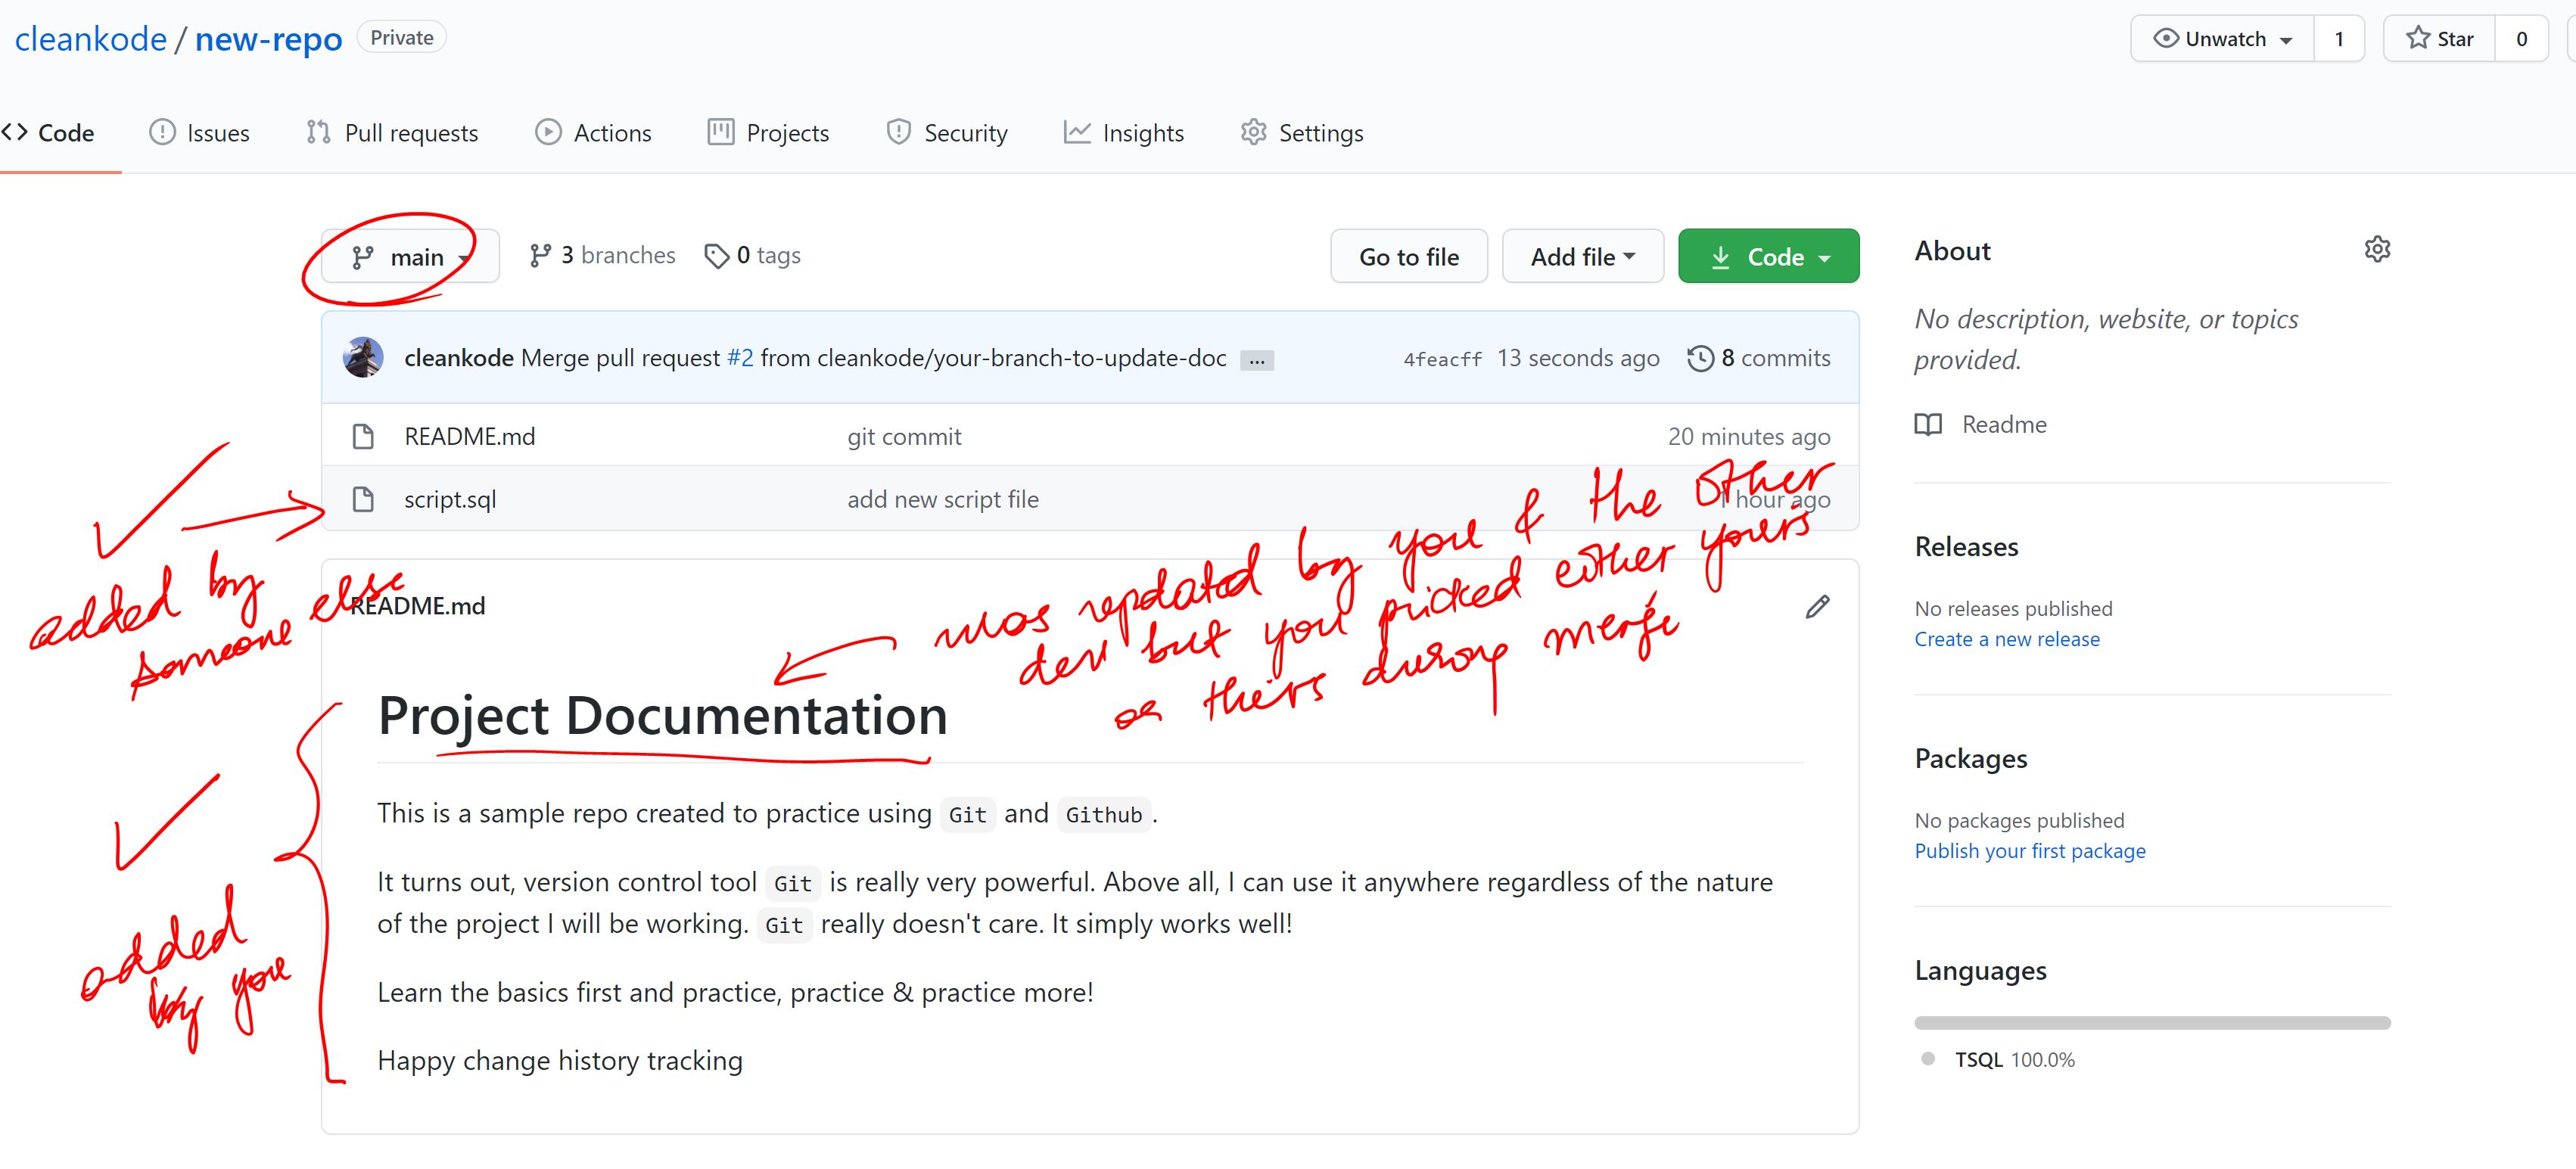 cleankode / new-repo Private
Unwatch 1 Star 0
Code Issues Pull requests Actions Projects Security Insights Settings
main 3 branches 0 tags Go to file Add file Code
cleankode Merge pull request #2 from cleankode/your-branch-to-update-doc ... 4feacff 13 seconds ago 8 commits
README.md git commit 20 minutes ago
script.sql add new script file 1 hour ago
added by
someone else
was updated by you & the other
dev but you picked either yours
or theirs during merge
README.md
Project Documentation
This is a sample repo created to practice using Git and Github.
It turns out, version control tool Git is really very powerful. Above all, I can use it anywhere regardless of the nature
of the project I will be working. Git really doesn't care. It simply works well!
Learn the basics first and practice, practice & practice more!
Happy change history tracking
added
by you
About
No description, website, or topics
provided.
Readme
Releases
No releases published
Create a new release
Packages
No packages published
Publish your first package
Languages
TSQL 100.0%